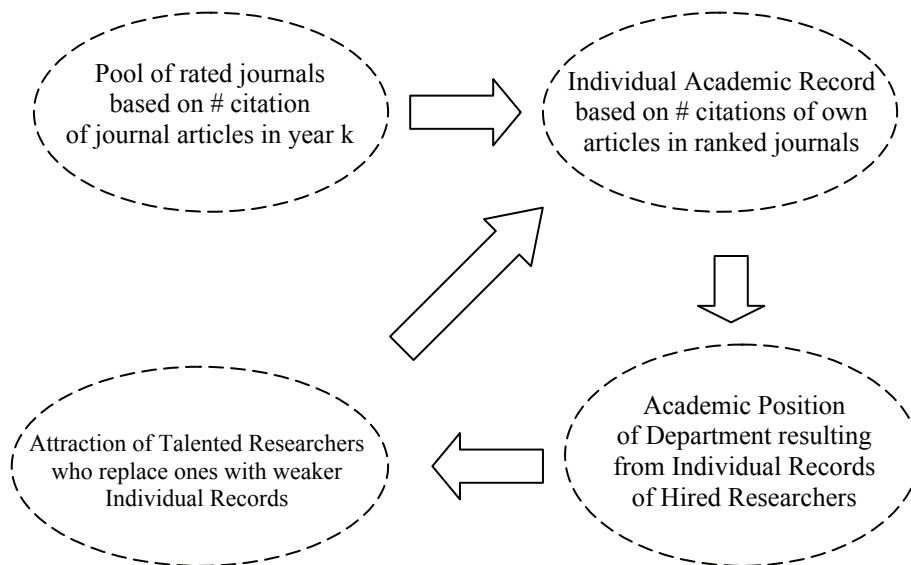 Pool of rated journals
based on # citation
of journal articles in year k
Individual Academic Record
based on # citations of own
articles in ranked journals
Attraction of Talented Researchers
who replace ones with weaker
Individual Records
Academic Position
of Department resulting
from Individual Records
of Hired Researchers